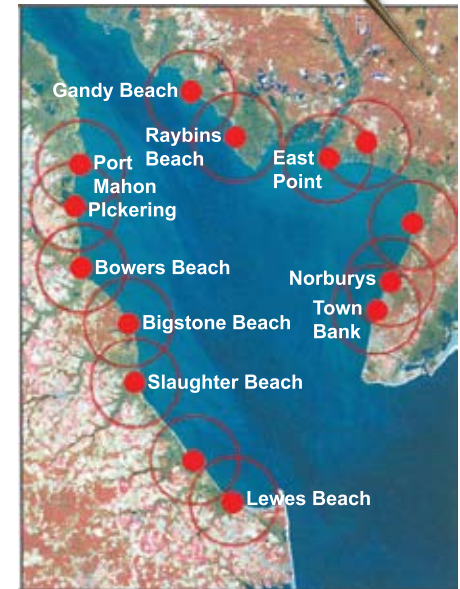 Gandy Beach
Raybins
Beach
East
Point
Port
Mahon
PIckering
Bowers Beach
Norburys
Town
Bank
Bigstone Beach
Slaughter Beach
Lewes Beach